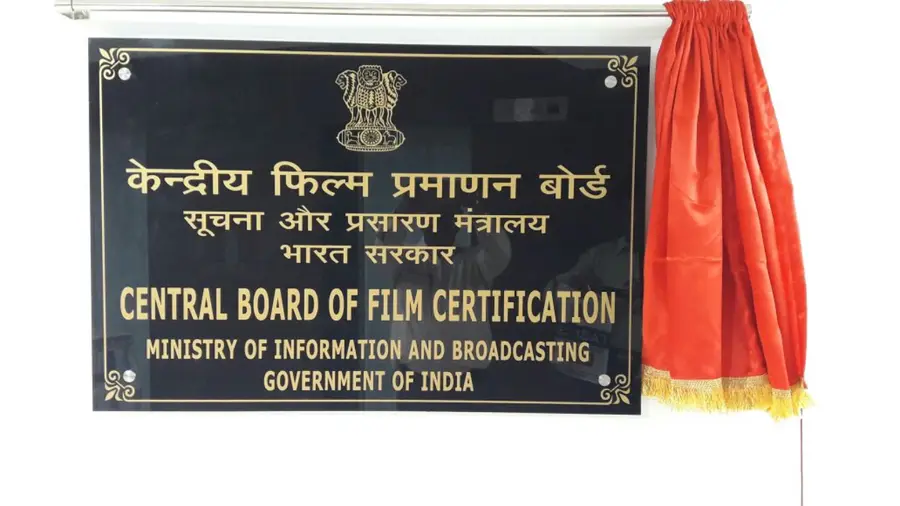 केन्द्रीय फिल्म प्रमाणन बोर्ड
सूचना और प्रसारण मंत्रालय
भारत सरकार
CENTRAL BOARD OF FILM CERTIFICATION
MINISTRY OF INFORMATION AND BROADCASTING
GOVERNMENT OF INDIA